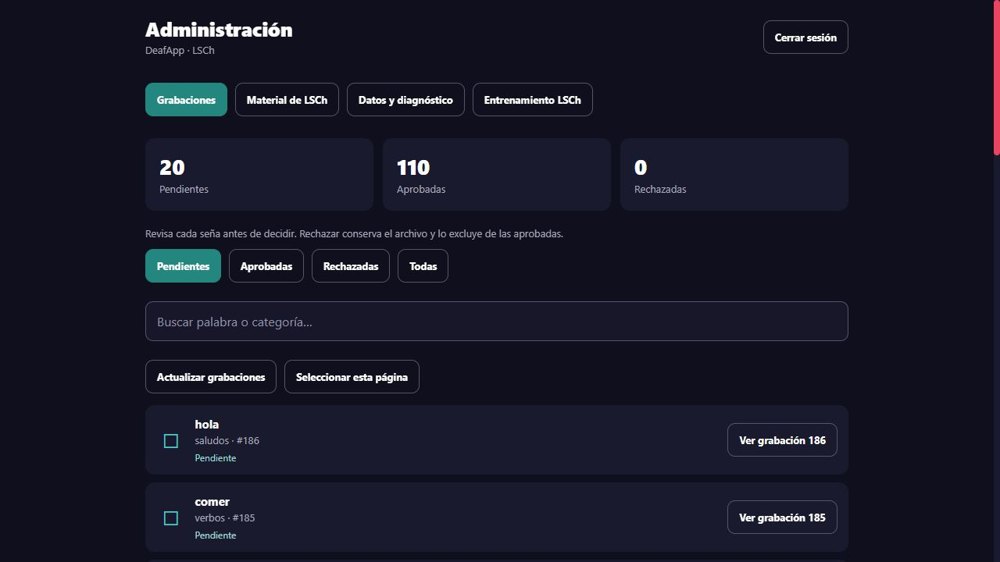 Administración
DeafApp · LSCh
Cerrar sesión
Grabaciones
Material de LSCh
Datos y diagnóstico
Entrenamiento LSCh
20
Pendientes
110
Aprobadas
0
Rechazadas
Revisa cada seña antes de decidir. Rechazar conserva el archivo y lo excluye de las aprobadas.
Pendientes
Aprobadas
Rechazadas
Todas
Buscar palabra o categoría...
Actualizar grabaciones
Seleccionar esta página
hola
saludos · #186
Pendiente
Ver grabación 186
comer
verbos · #185
Pendiente
Ver grabación 185